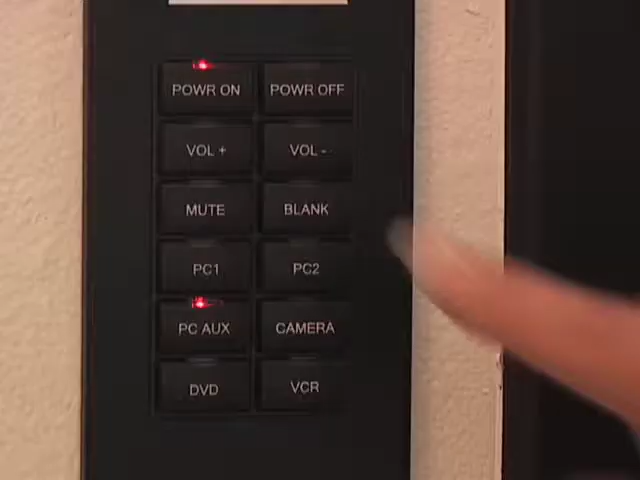 POWR ON POWR OFF
VOL + VOL -
MUTE BLANK
PC1 PC2
PC AUX CAMERA
DVD VCR